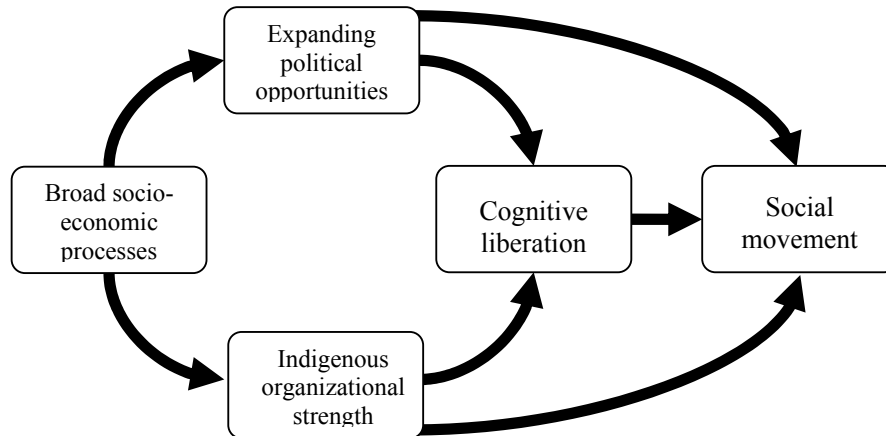 Expanding
political
opportunities
Broad socio-
economic
processes
Cognitive
liberation
Social
movement
Indigenous
organizational
strength